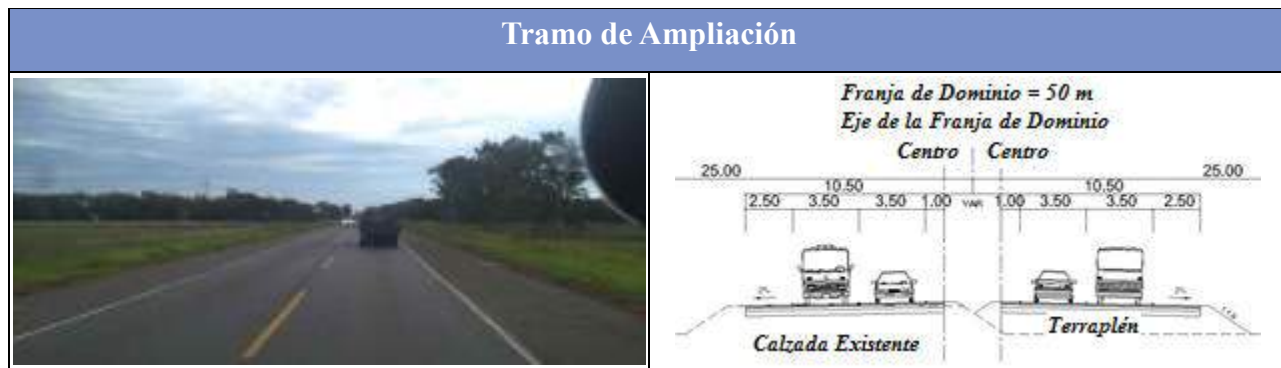 Tramo de Ampliación
Franja de Dominio = 50 m
Eje de la Franja de Dominio
Centro Centro
25.00 25.00
10.50 10.50
2.50 3.50 3.50 1.00 VAR 1.00 3.50 3.50 2.50
2% 2%
Calzada Existente Terraplén